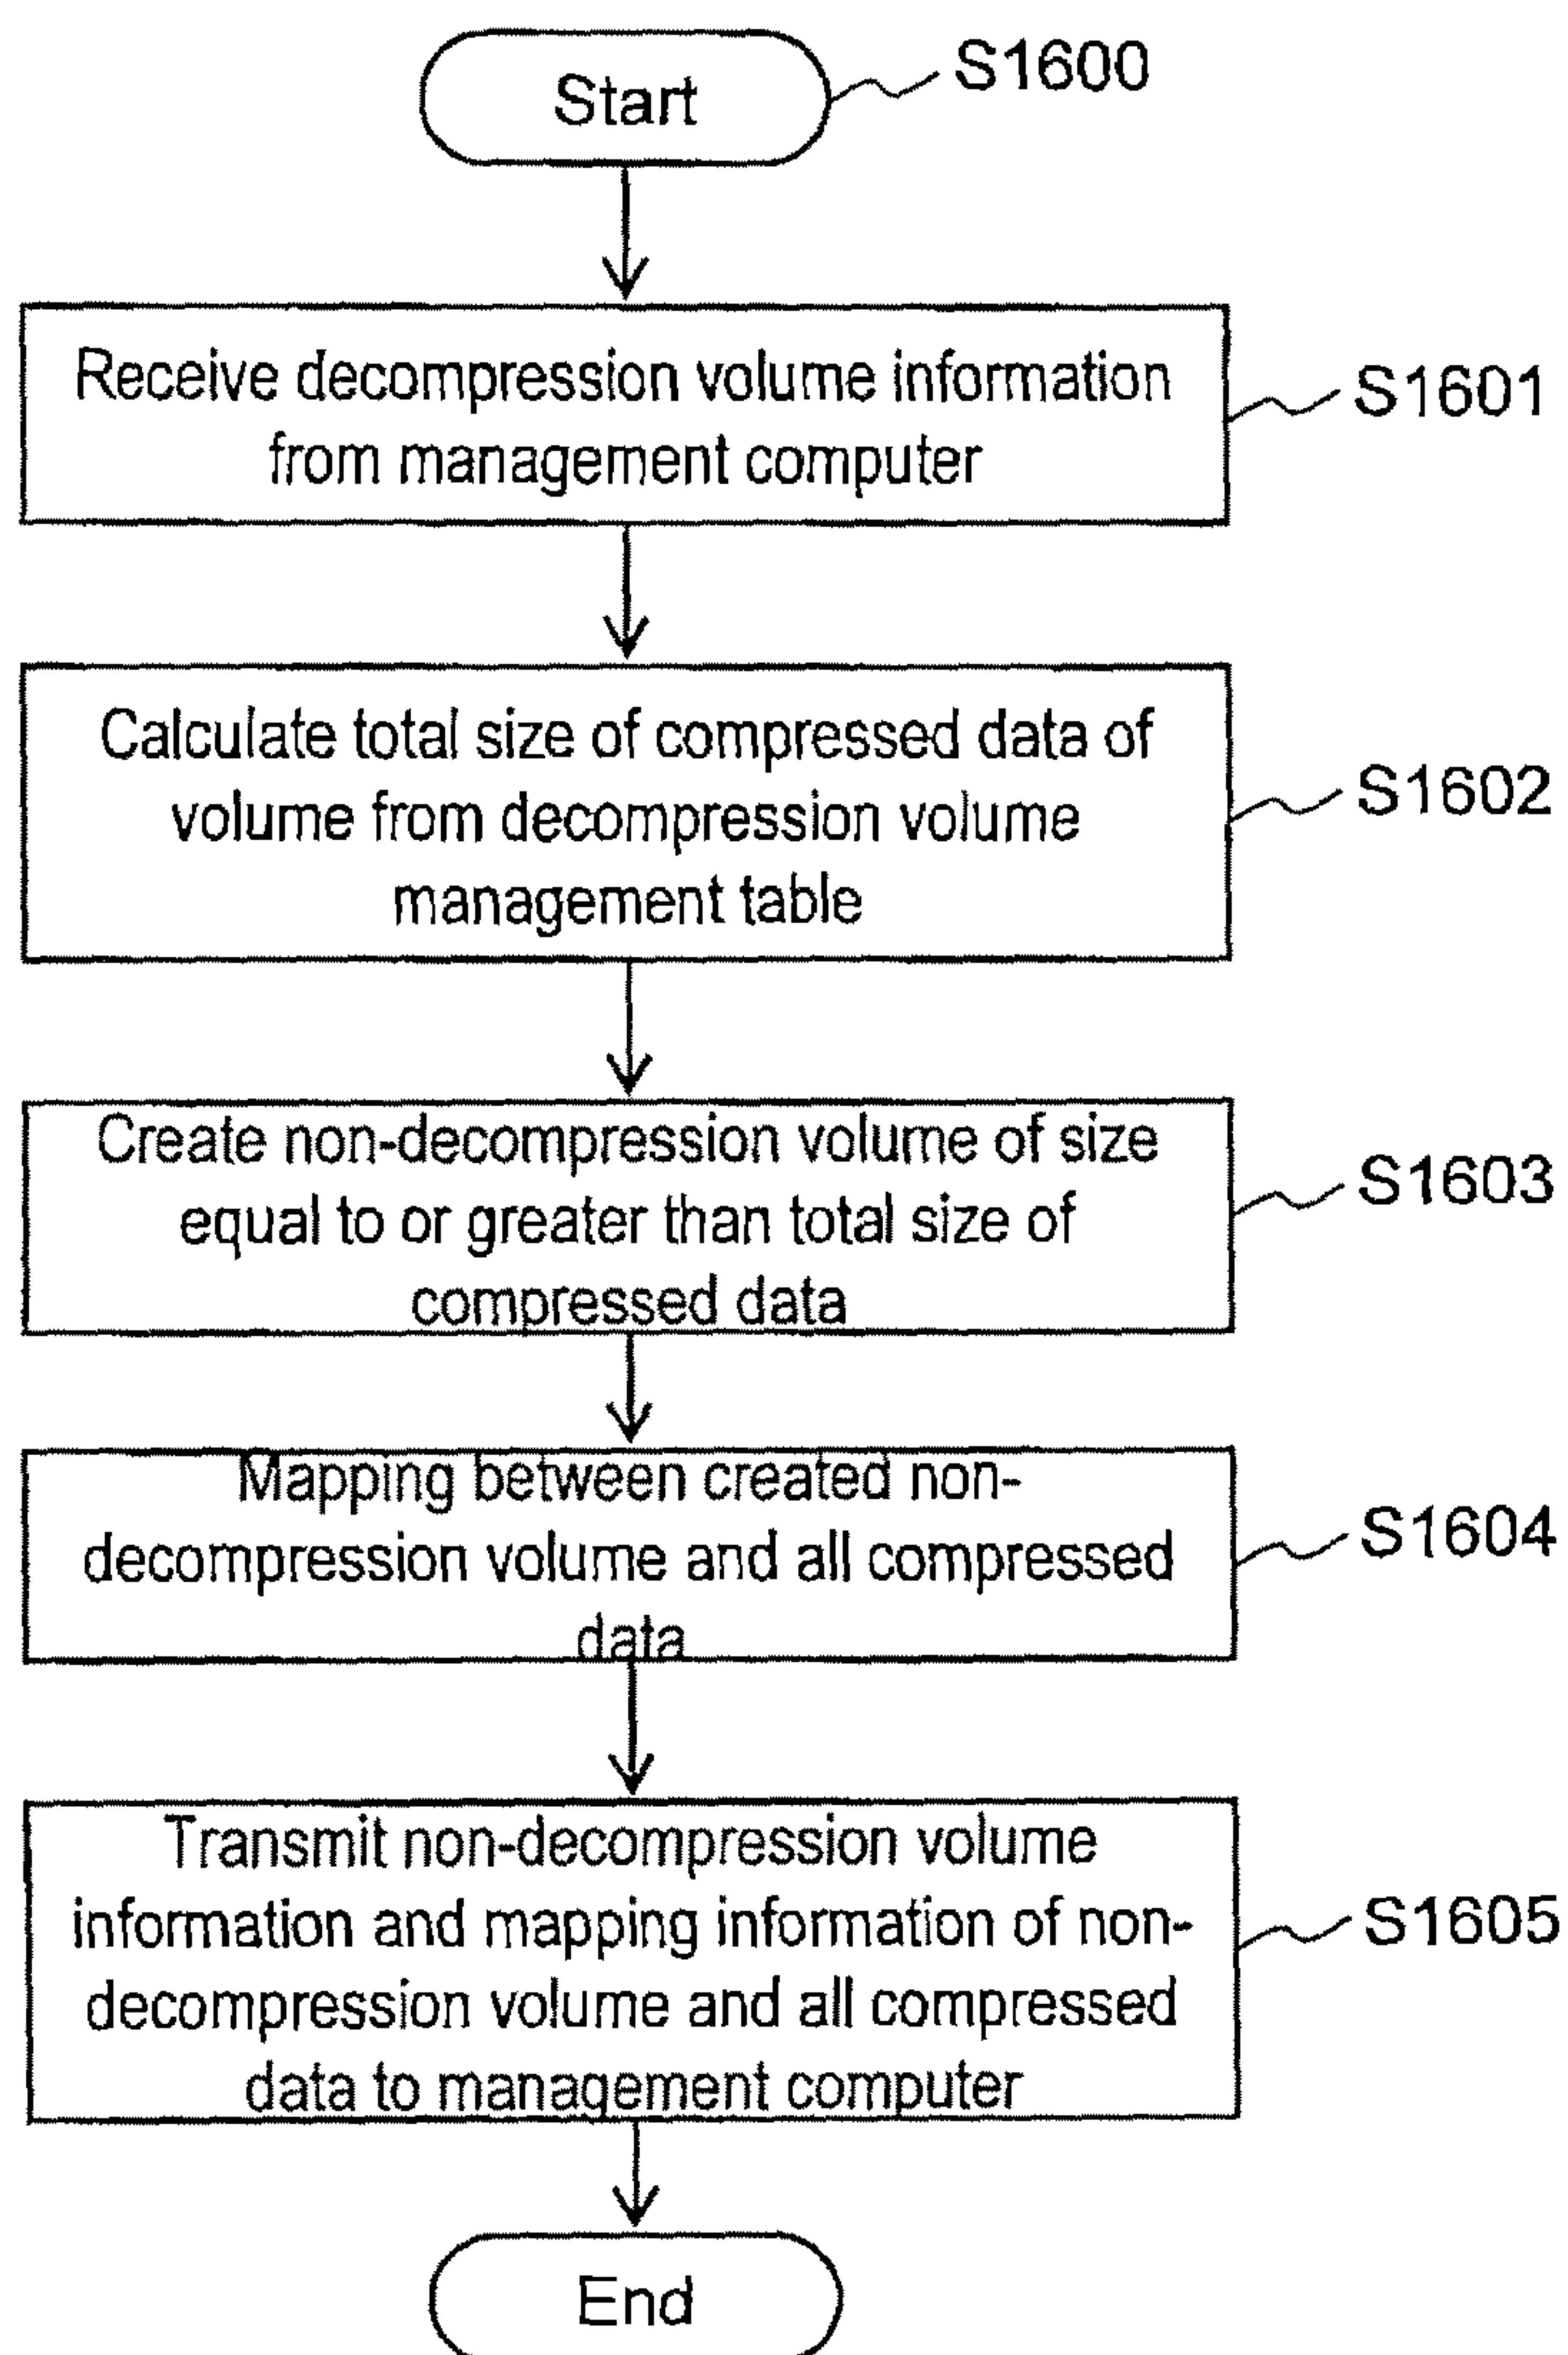 Start
S1600
Receive decompression volume information
from management computer
S1601
Calculate total size of compressed data of
volume from decompression volume
management table
S1602
Create non-decompression volume of size
equal to or greater than total size of
compressed data
S1603
Mapping between created non-
decompression volume and all compressed
data
S1604
Transmit non-decompression volume
information and mapping information of non-
decompression volume and all compressed
data to management computer
S1605
End